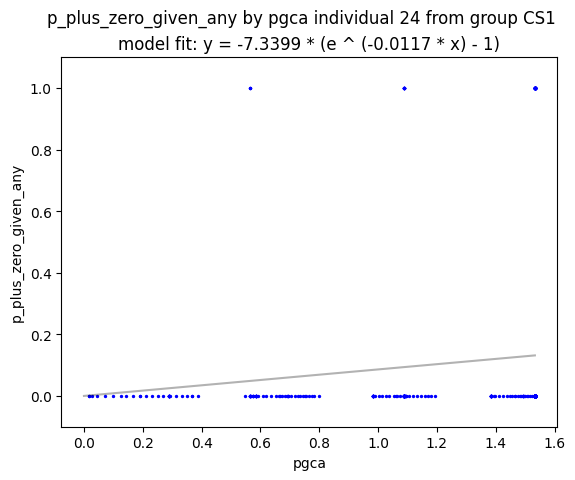 p_plus_zero_given_any by pgca individual 24 from group CS1
model fit: y = -7.3399 * (e ^ (-0.0117 * x) - 1)
1.0
0.8
0.6
0.4
0.2
0.0
p_plus_zero_given_any
0.0 0.2 0.4 0.6 0.8 1.0 1.2 1.4 1.6
pgca